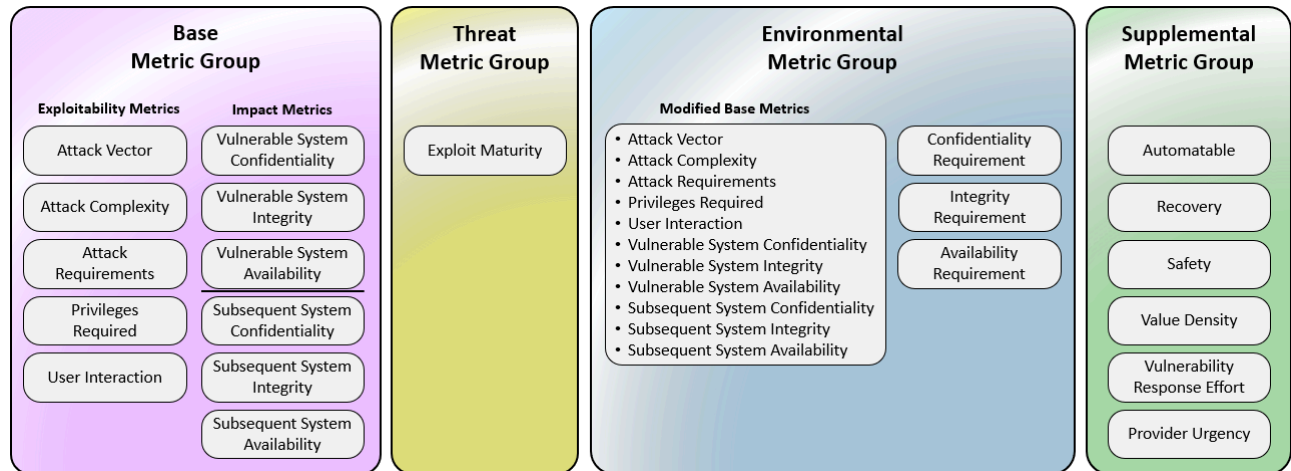 Base
Metric Group
Exploitability Metrics
Attack Vector
Attack Complexity
Attack
Requirements
Privileges
Required
User Interaction
Impact Metrics
Vulnerable System
Confidentiality
Vulnerable System
Integrity
Vulnerable System
Availability
Subsequent System
Confidentiality
Subsequent System
Integrity
Subsequent System
Availability
Threat
Metric Group
Exploit Maturity
Environmental
Metric Group
Modified Base Metrics
• Attack Vector
• Attack Complexity
• Attack Requirements
• Privileges Required
• User Interaction
• Vulnerable System Confidentiality
• Vulnerable System Integrity
• Vulnerable System Availability
• Subsequent System Confidentiality
• Subsequent System Integrity
• Subsequent System Availability
Confidentiality
Requirement
Integrity
Requirement
Availability
Requirement
Supplemental
Metric Group
Automatable
Recovery
Safety
Value Density
Vulnerability
Response Effort
Provider Urgency